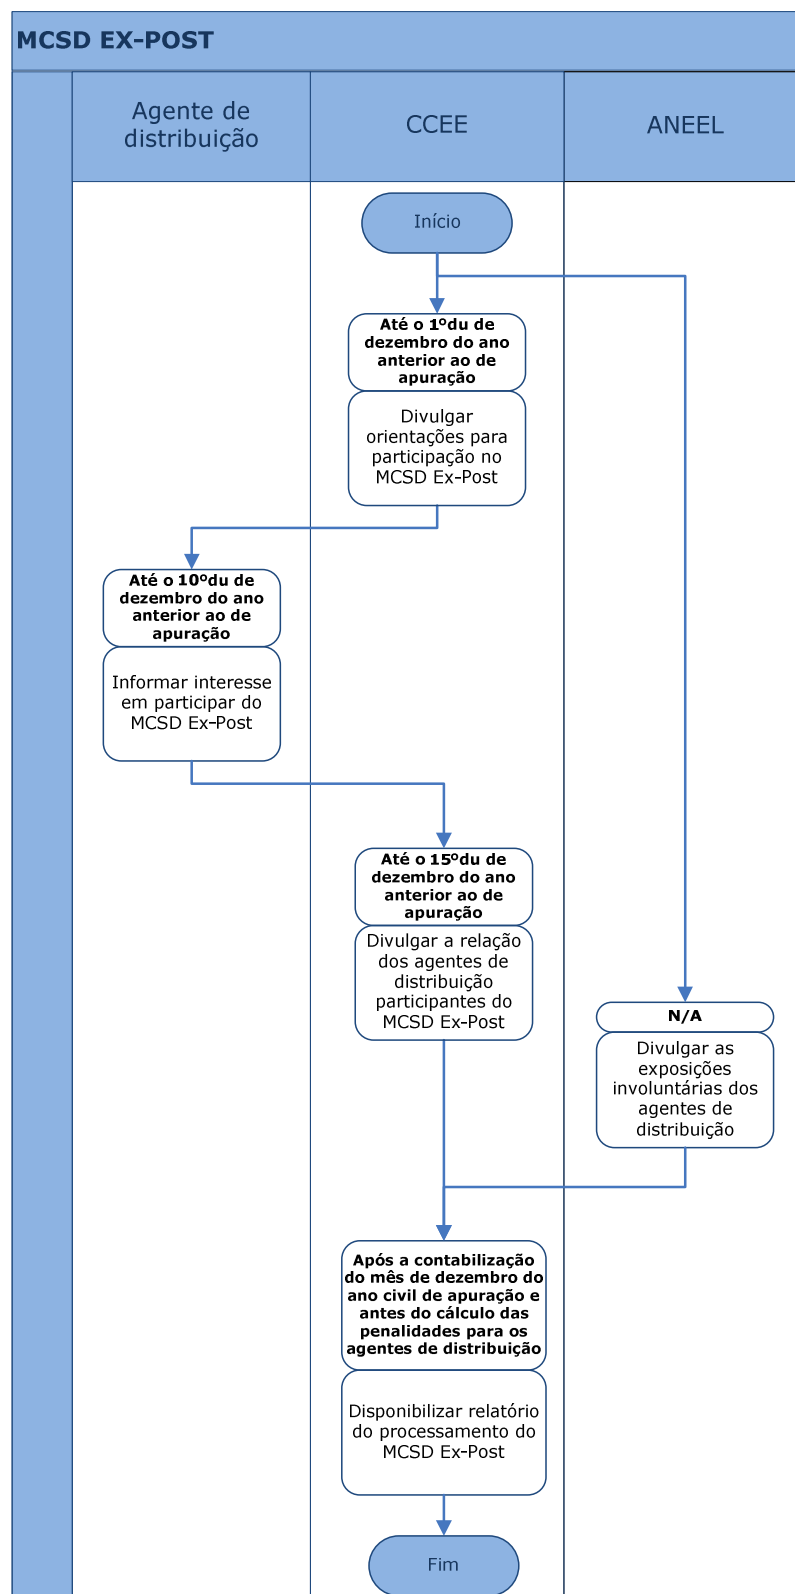 MCSD EX-POST
Agente de
distribuição
CCEE
ANEEL
Início
Até o 1ºdu de
dezembro do ano
anterior ao de
apuração
Divulgar
orientações para
participação no
MCSD Ex-Post
Até o 10ºdu de
dezembro do ano
anterior ao de
apuração
Informar interesse
em participar do
MCSD Ex-Post
Até o 15ºdu de
dezembro do ano
anterior ao de
apuração
Divulgar a relação
dos agentes de
distribuição
participantes do
MCSD Ex-Post
N/A
Divulgar as
exposições
involuntárias dos
agentes de
distribuição
Após a contabilização
do mês de dezembro do
ano civil de apuração e
antes do cálculo das
penalidades para os
agentes de distribuição
Disponibilizar relatório
do processamento do
MCSD Ex-Post
Fim